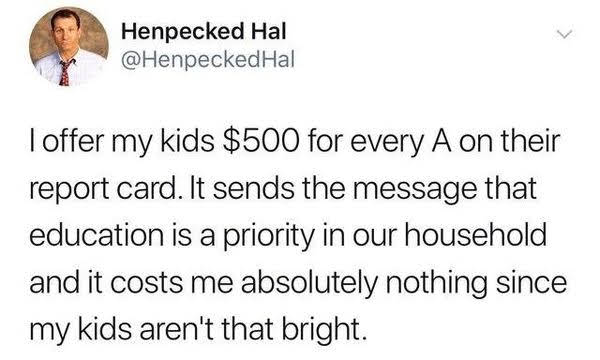 Henpecked Hal
@HenpeckedHal
I offer my kids $500 for every A on their
report card. It sends the message that
education is a priority in our household
and it costs me absolutely nothing since
my kids aren't that bright.